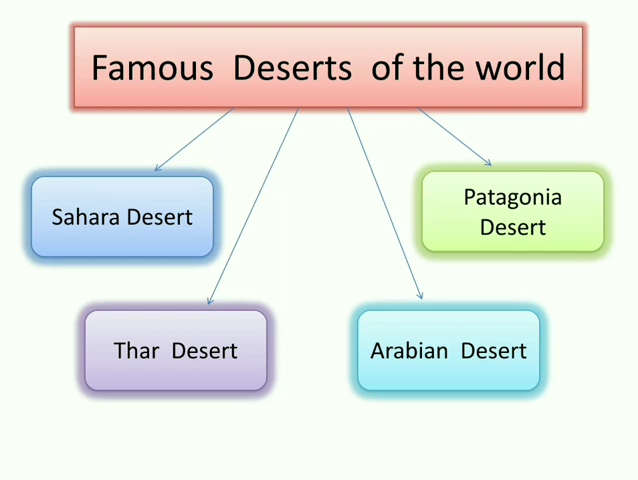 Famous Deserts of the world
Sahara Desert
Patagonia
Desert
Thar Desert
Arabian Desert